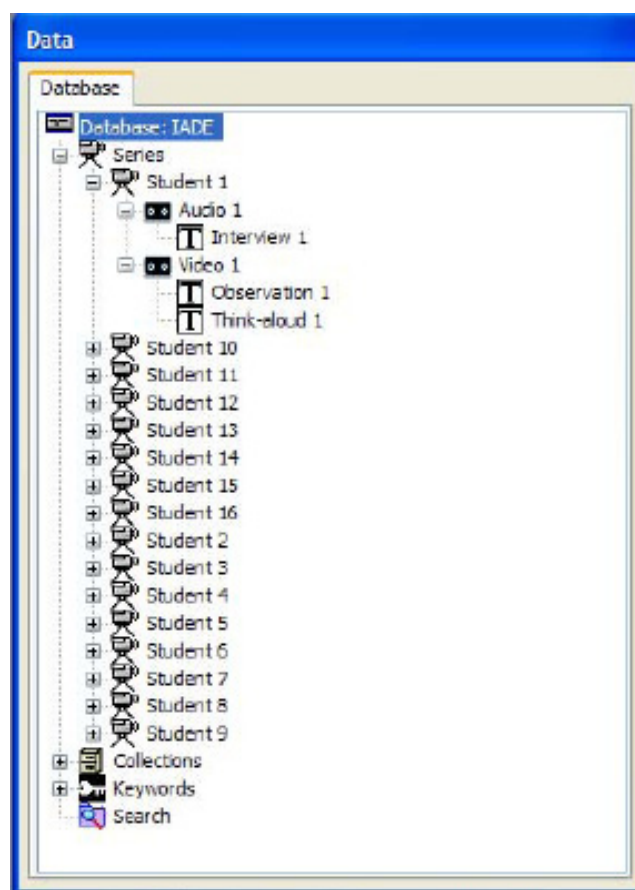 Data
Database
Database: IADE
Series
Student 1
Audio 1
Interview 1
Video 1
Observation 1
Think-aloud 1
Student 10
Student 11
Student 12
Student 13
Student 14
Student 15
Student 16
Student 2
Student 3
Student 4
Student 5
Student 6
Student 7
Student 8
Student 9
Collections
Keywords
Search